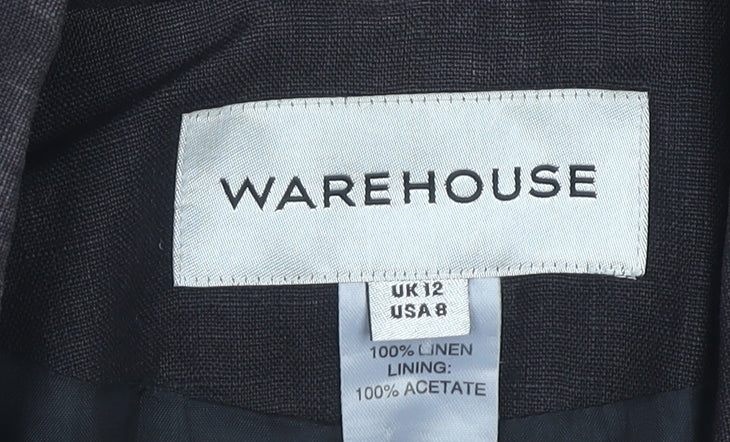 WAREHOUSE
UK 12
USA 8
100% LINEN
LINING:
100% ACETATE